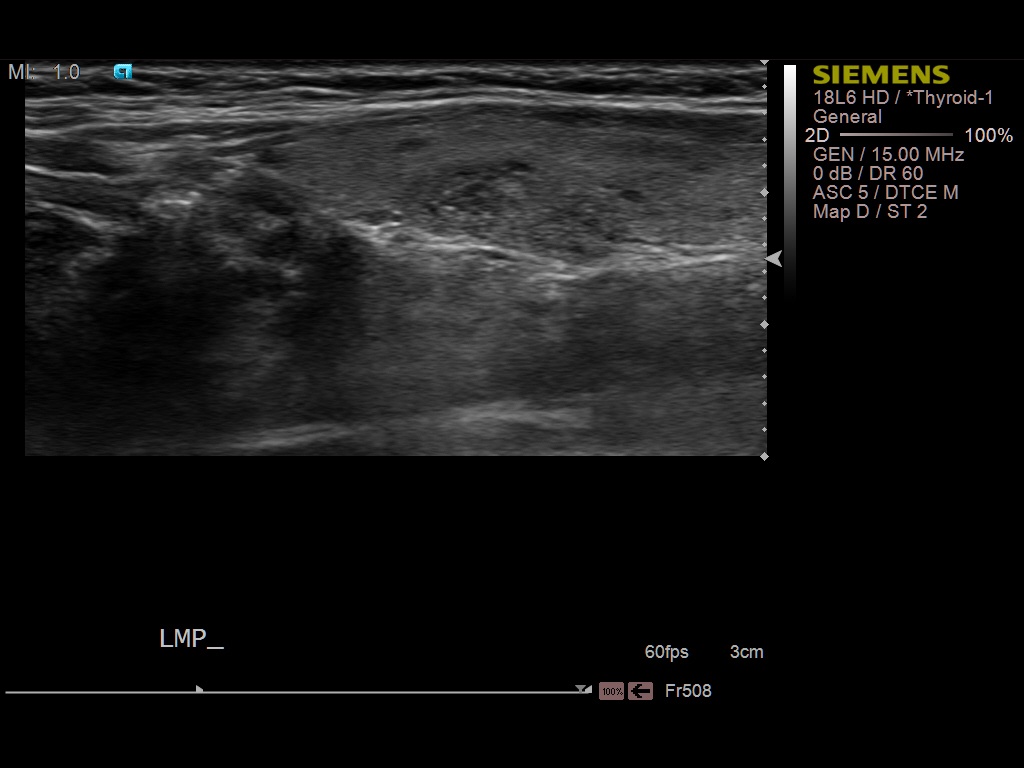 MI: 1.0
SIEMENS
18L6 HD / *Thyroid-1
General
2D 100%
GEN / 15.00 MHz
0 dB / DR 60
ASC 5 / DTCE M
Map D / ST 2
LMP_
60fps 3cm
100% Fr508